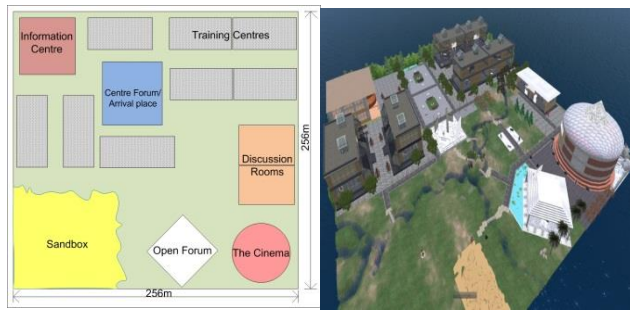 Information
Centre
Training Centres
Centre Forum/
Arrival place
Discussion
Rooms
256m
Sandbox
Open Forum
The Cinema
256m